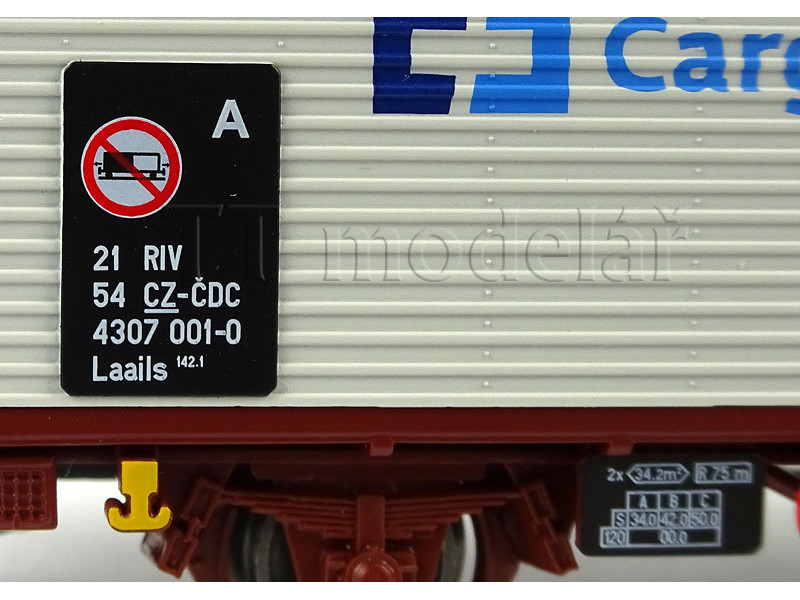 Carg
A
21 RIV
54 CZ-ČDC
4307 001-0
Laails 142.1
TT modelář
2x 34.2m² R 75 m
A B C
S 34.0 42.0 50.0
120 00.0